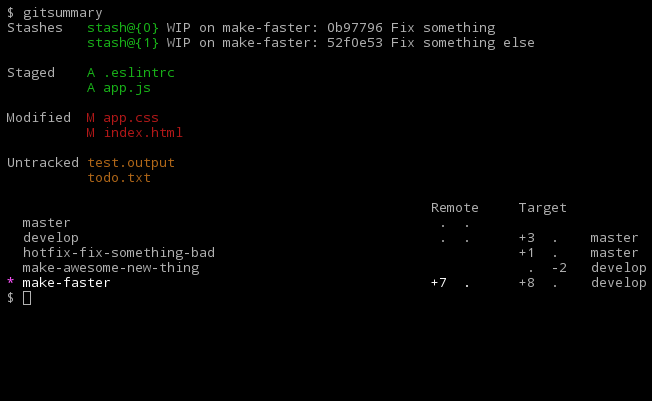 $ gitsummary
Stashes   stash@{0} WIP on make-faster: 0b97796 Fix something
          stash@{1} WIP on make-faster: 52f0e53 Fix something else
Staged    A .eslintrc
          A app.js
Modified  M app.css
          M index.html
Untracked test.output
          todo.txt
                                                     Remote     Target
  master                                              .  .
  develop                                             .  .      +3  .    master
  hotfix-fix-something-bad                                      +1  .    master
  make-awesome-new-thing                                         .  -2   develop
* make-faster                                        +7  .      +8  .    develop
$